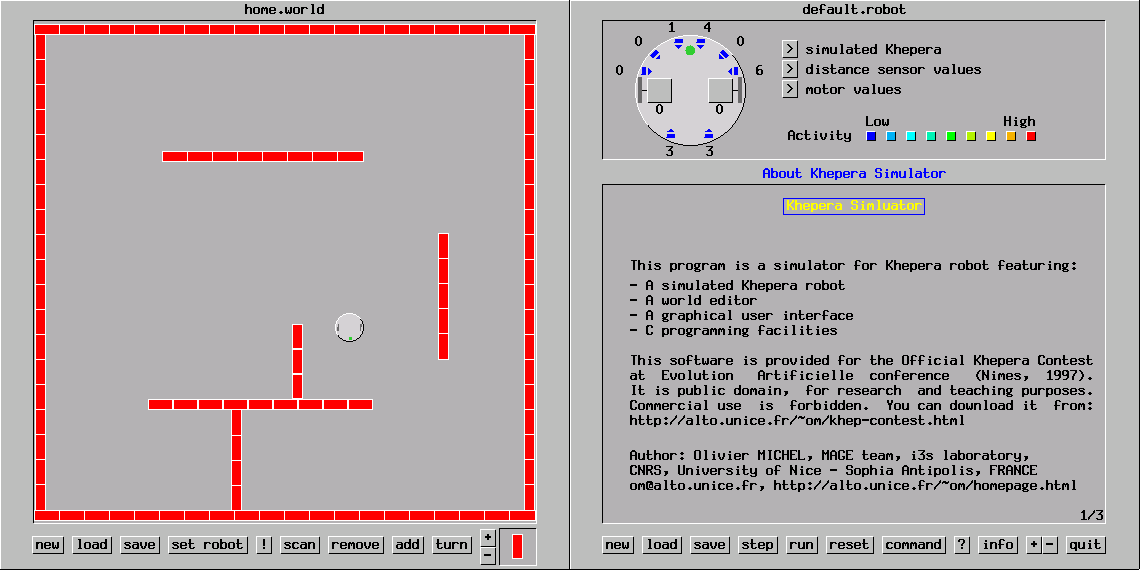 home.world
new load save set robot ! scan remove add turn + -
default.robot
1 4
0 0
0 6
0 0
3 3
> simulated Khepera
> distance sensor values
> motor values
Low High
Activity
About Khepera Simulator
Khepera Simluator
This program is a simulator for Khepera robot featuring:
- A simulated Khepera robot
- A world editor
- A graphical user interface
- C programming facilities
This software is provided for the Official Khepera Contest
at Evolution Artificielle conference (Nimes, 1997).
It is public domain, for research and teaching purposes.
Commercial use is forbidden. You can download it from:
http://alto.unice.fr/~om/khep-contest.html
Author: Olivier MICHEL, MAGE team, i3s laboratory,
CNRS, University of Nice - Sophia Antipolis, FRANCE
om@alto.unice.fr, http://alto.unice.fr/~om/homepage.html
1/3
new load save step run reset command ? info + - quit